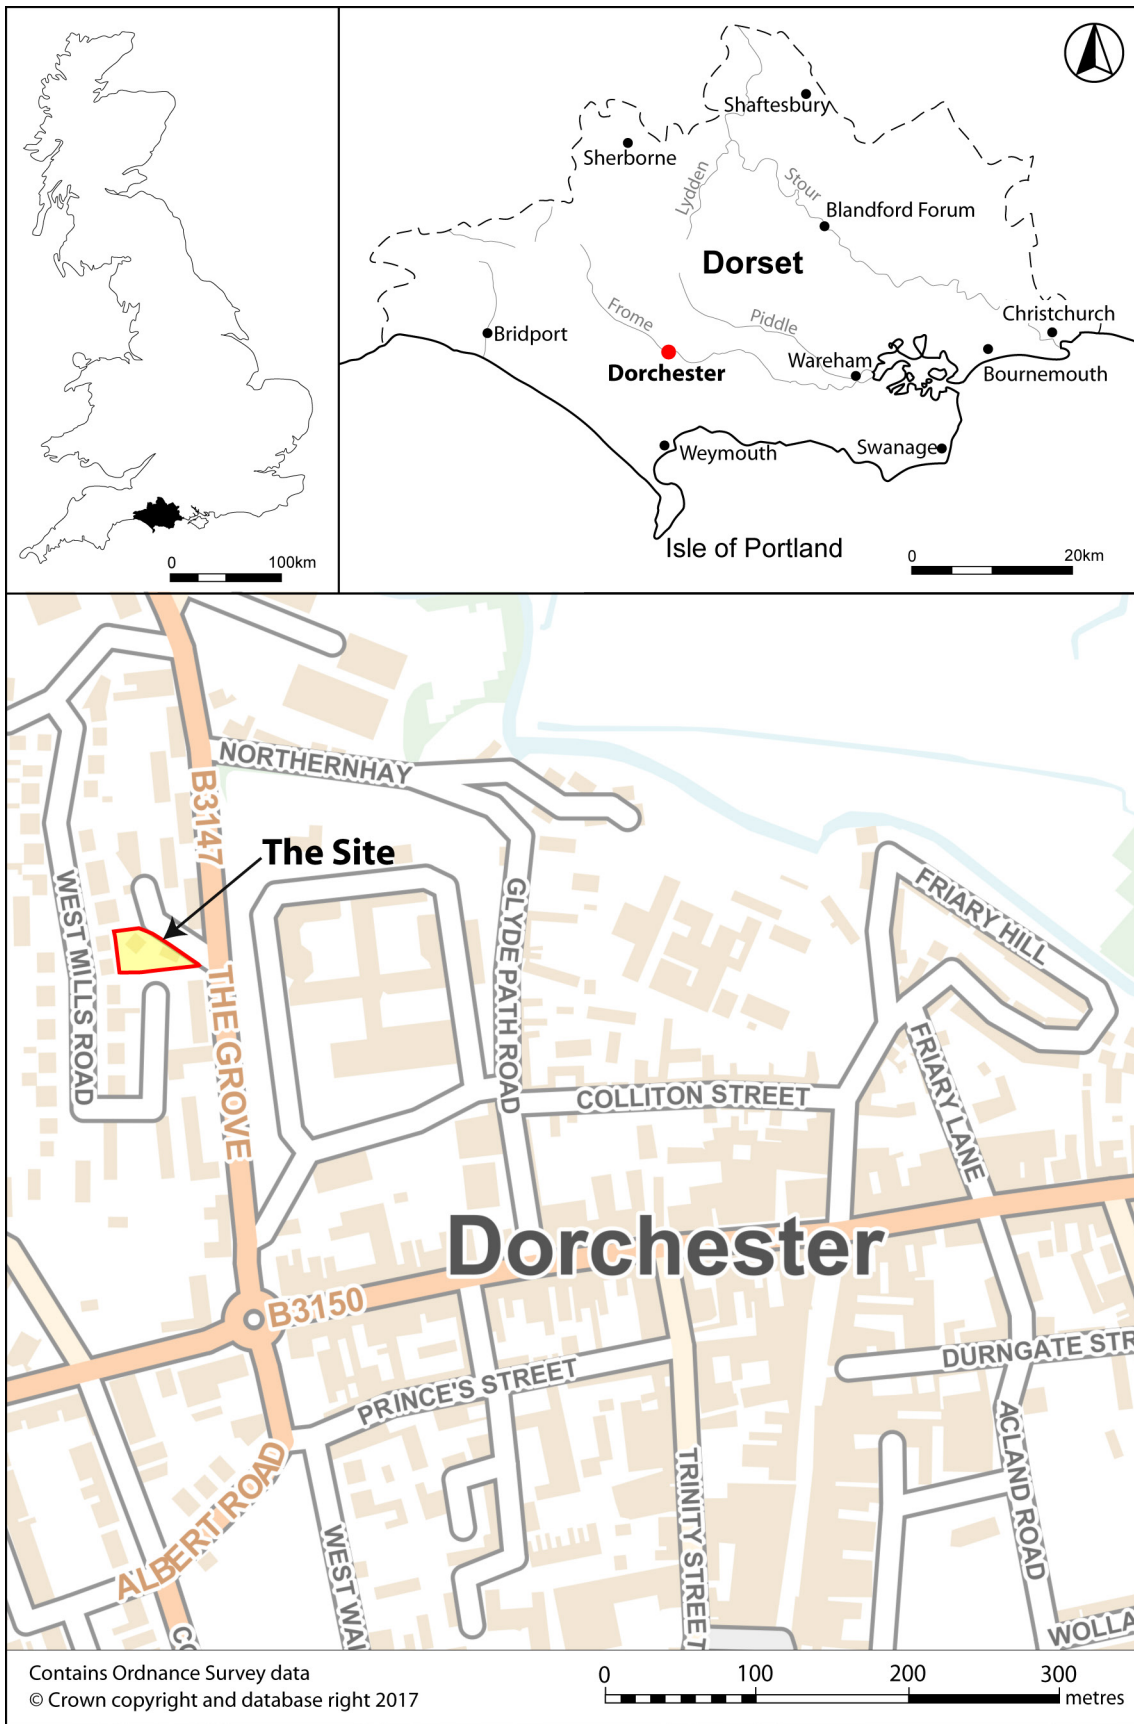 0
100km
Shaftesbury
Sherborne
Lydden
Stour
Blandford Forum
Dorset
Christchurch
Frome
Piddle
Bridport
Dorchester
Wareham
Bournemouth
Weymouth
Swanage
Isle of Portland
0
20km
NORTHERNHAY
B3147
The Site
WEST MILLS ROAD
THE GROVE
GLYDE PATH ROAD
FRIARY HILL
FRIARY LANE
COLLITON STREET
Dorchester
B3150
PRINCE'S STREET
DURNGATE STR
ALBERT ROAD
WEST WAL
TRINITY STREET
ACLAND ROAD
WOLLA
CO
Contains Ordnance Survey data
© Crown copyright and database right 2017
0
100
200
300
metres